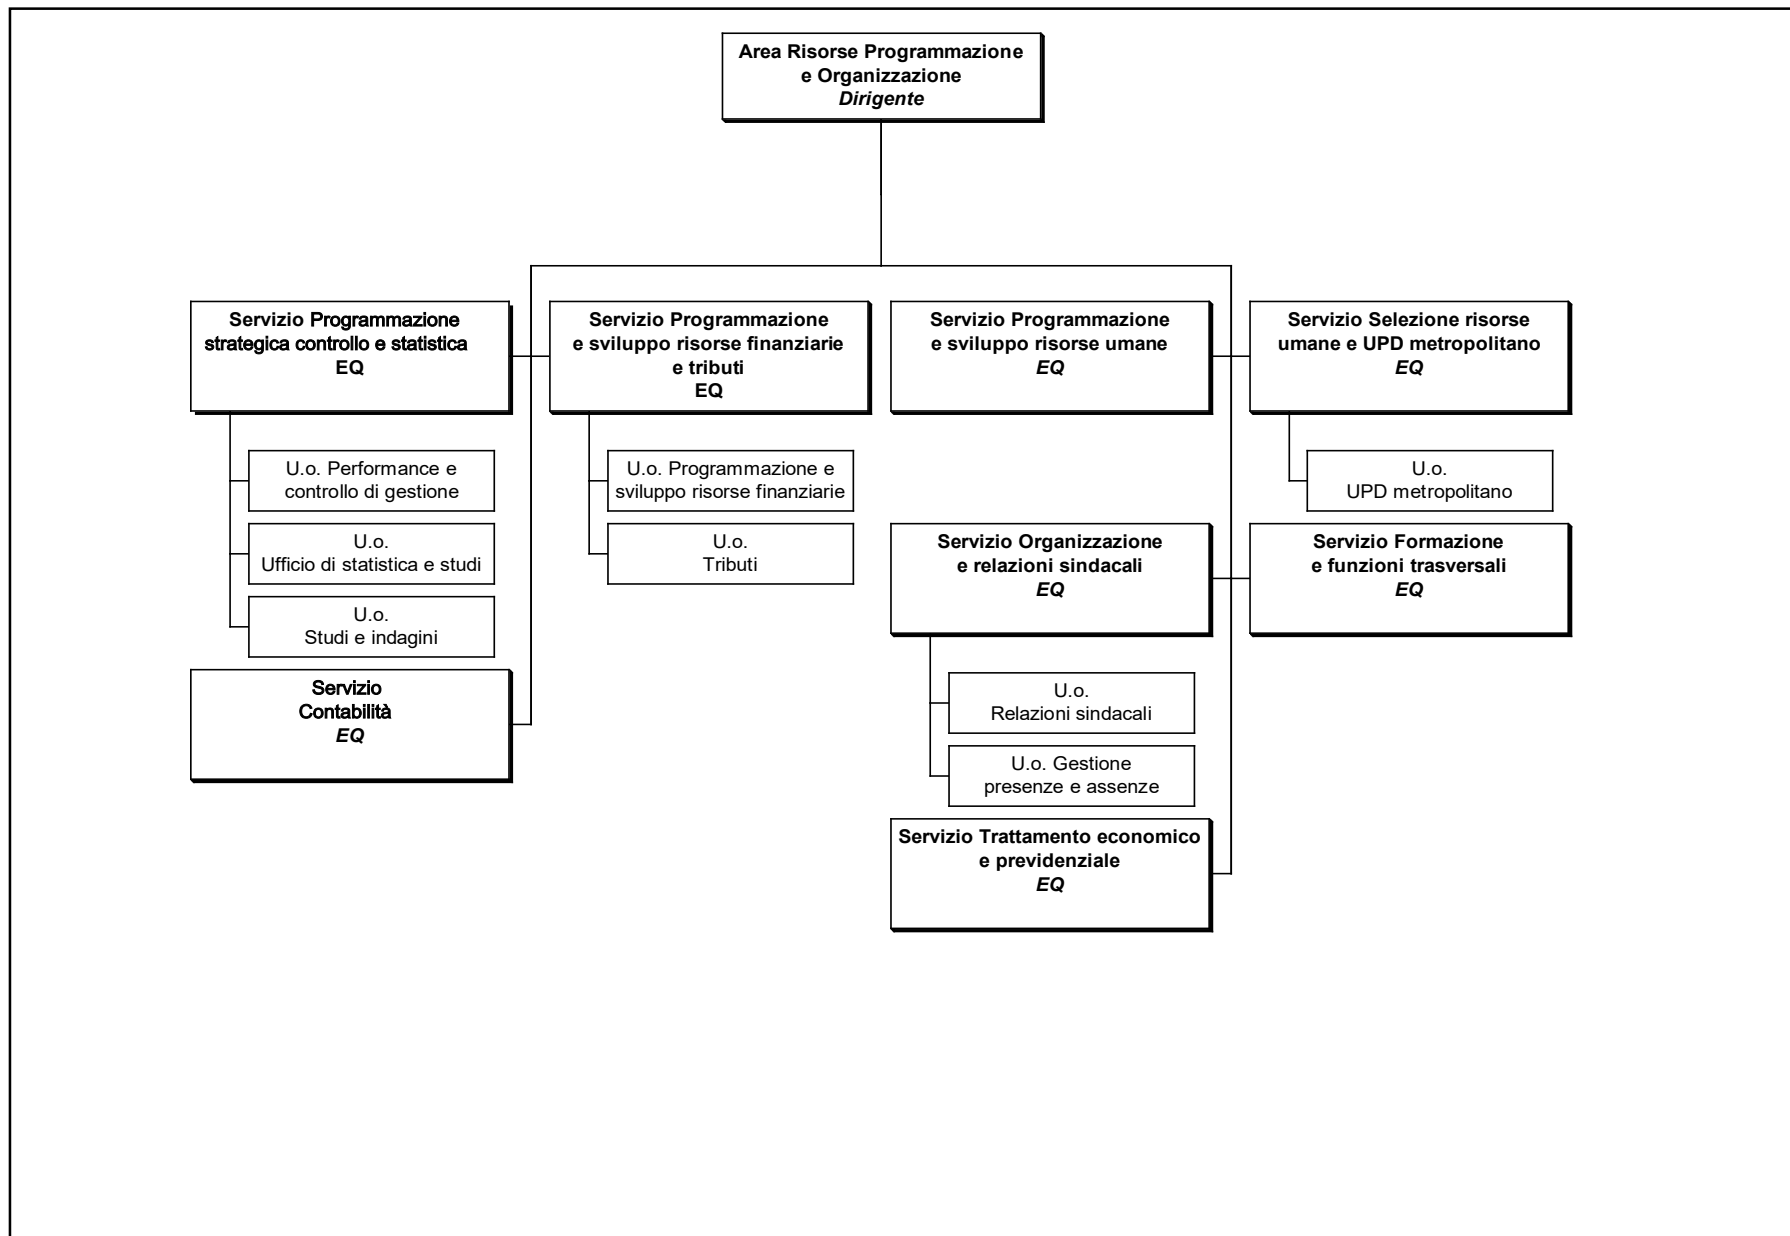 Area Risorse Programmazione
e Organizzazione
Dirigente
Servizio Programmazione
strategica controllo e statistica
EQ
Servizio Programmazione
e sviluppo risorse finanziarie
e tributi
EQ
Servizio Programmazione
e sviluppo risorse umane
EQ
Servizio Selezione risorse
umane e UPD metropolitano
EQ
U.o. Performance e
controllo di gestione
U.o.
Ufficio di statistica e studi
U.o.
Studi e indagini
U.o. Programmazione e
sviluppo risorse finanziarie
U.o.
Tributi
U.o.
UPD metropolitano
Servizio Organizzazione
e relazioni sindacali
EQ
Servizio Formazione
e funzioni trasversali
EQ
Servizio
Contabilità
EQ
U.o.
Relazioni sindacali
U.o. Gestione
presenze e assenze
Servizio Trattamento economico
e previdenziale
EQ